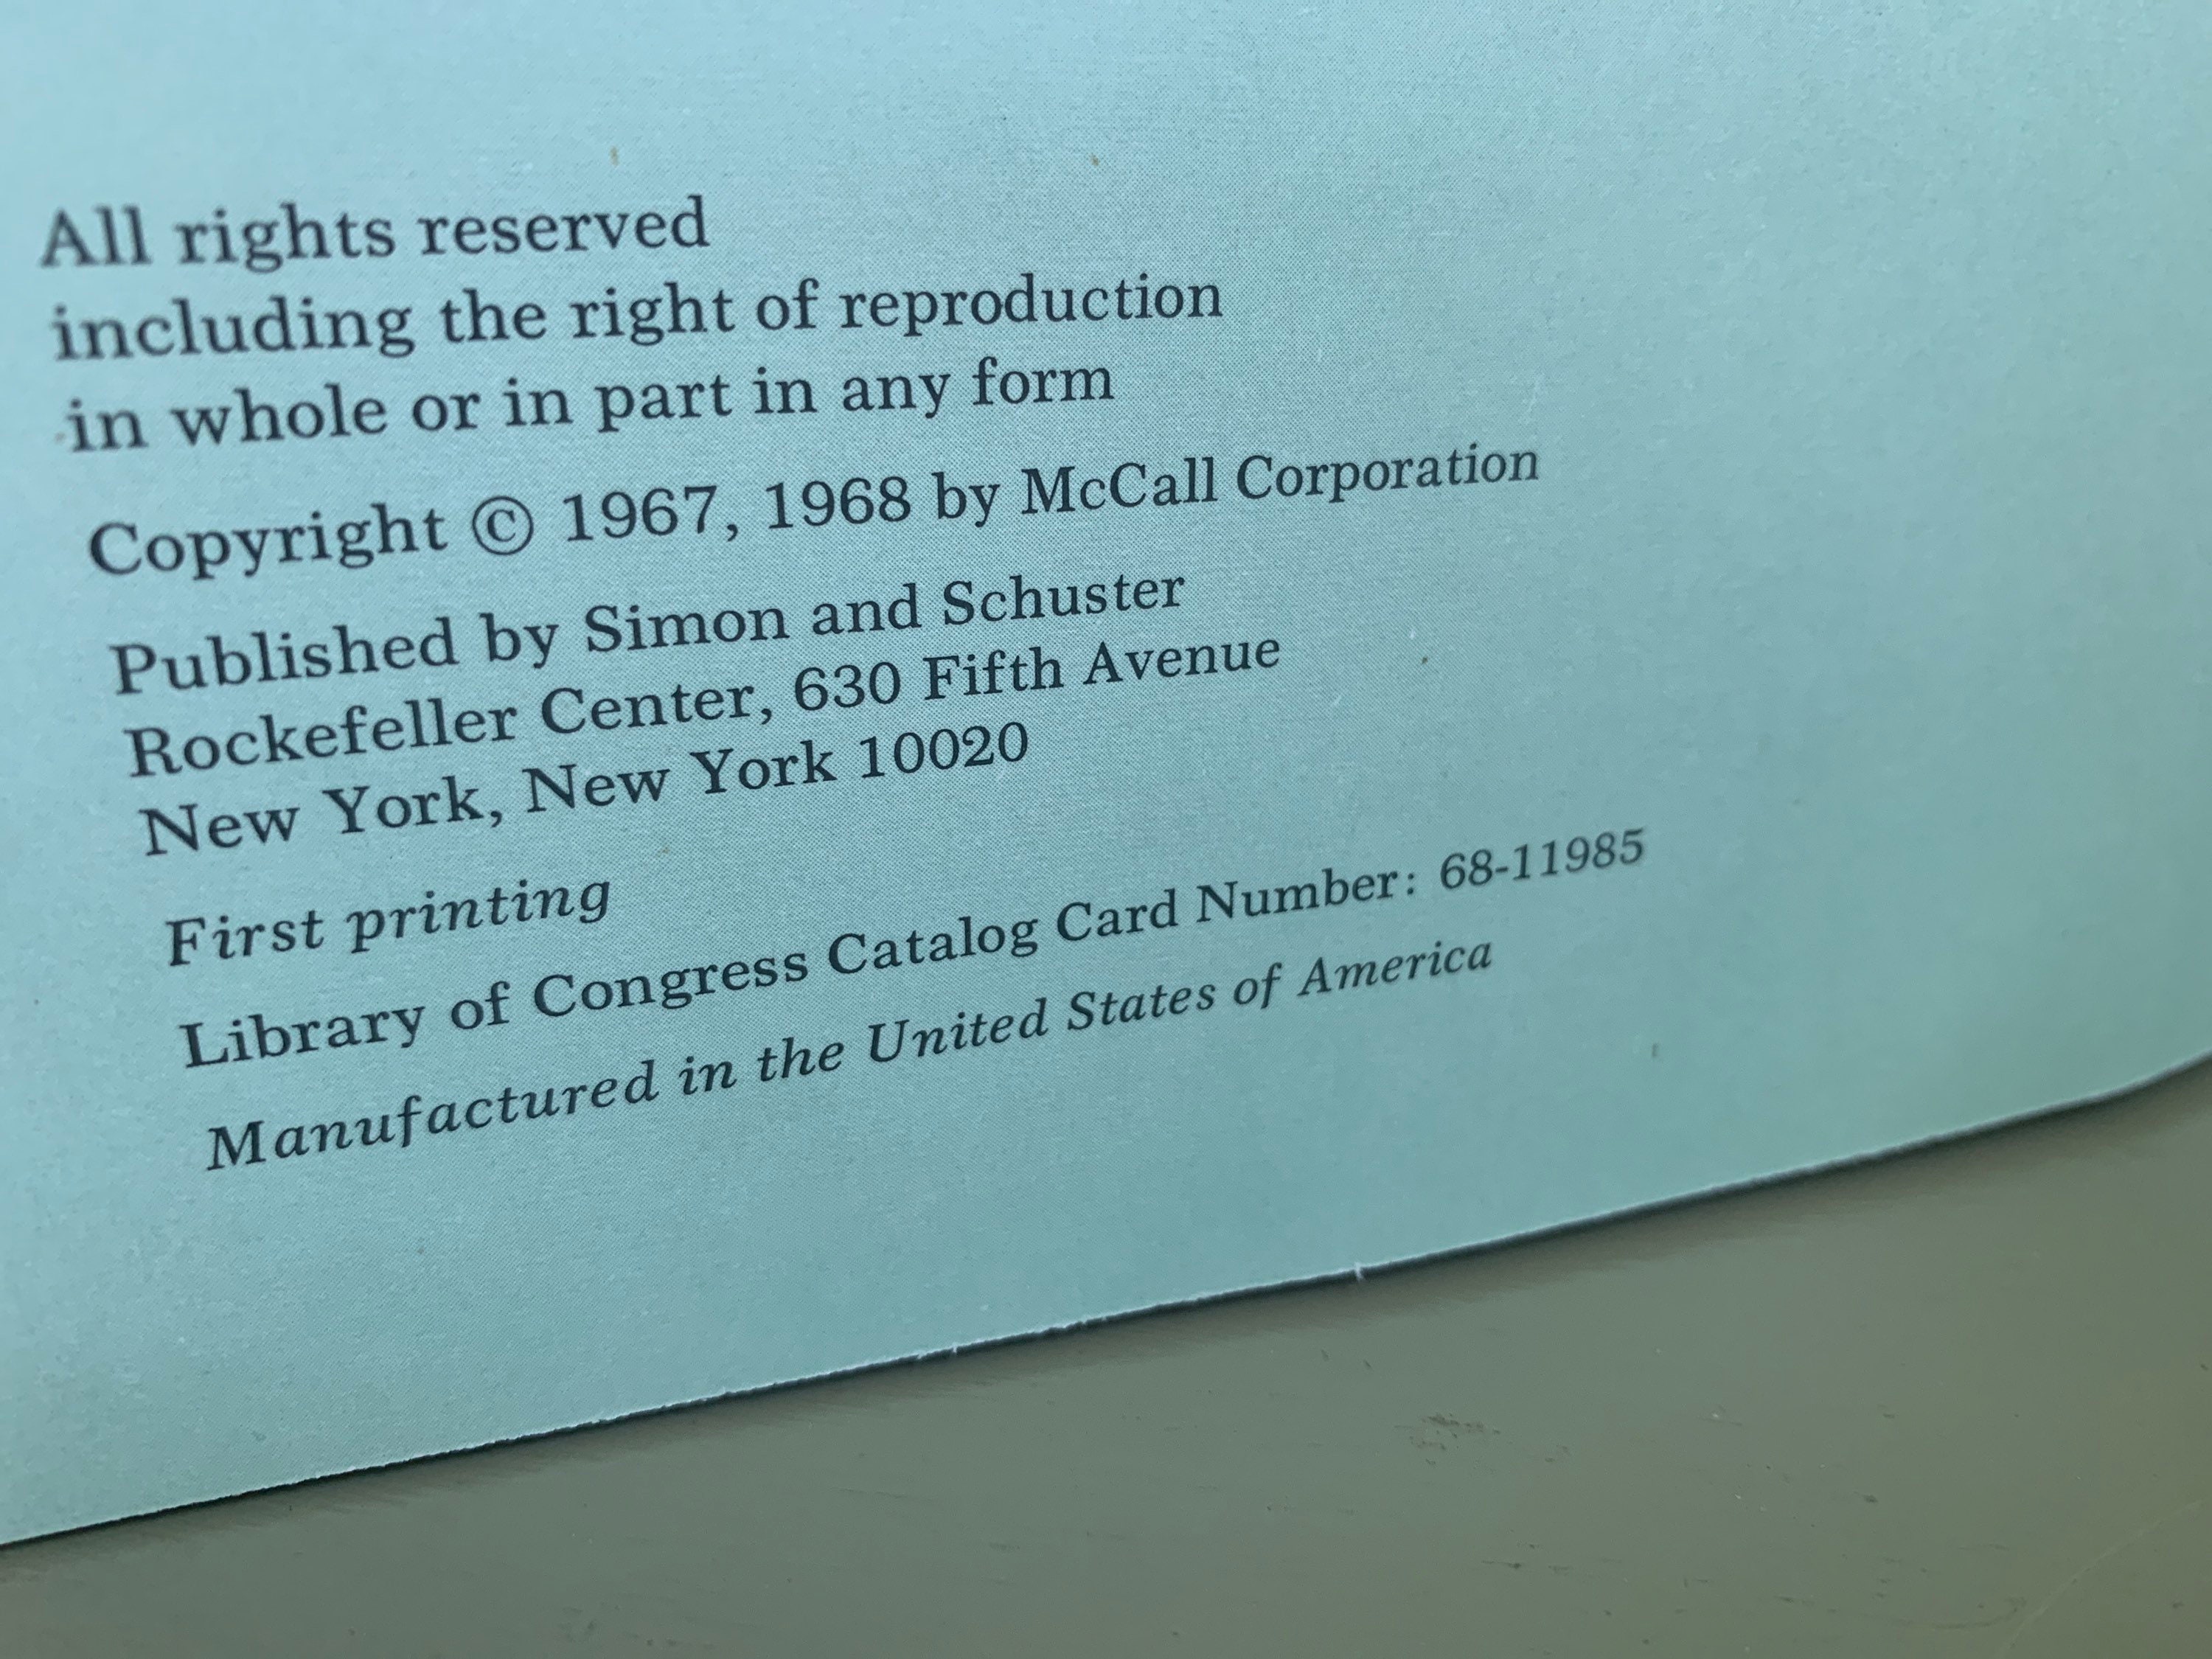 All rights reserved
including the right of reproduction
in whole or in part in any form
Copyright © 1967, 1968 by McCall Corporation
Published by Simon and Schuster
Rockefeller Center, 630 Fifth Avenue
New York, New York 10020
First printing
Library of Congress Catalog Card Number: 68-11985
Manufactured in the United States of America